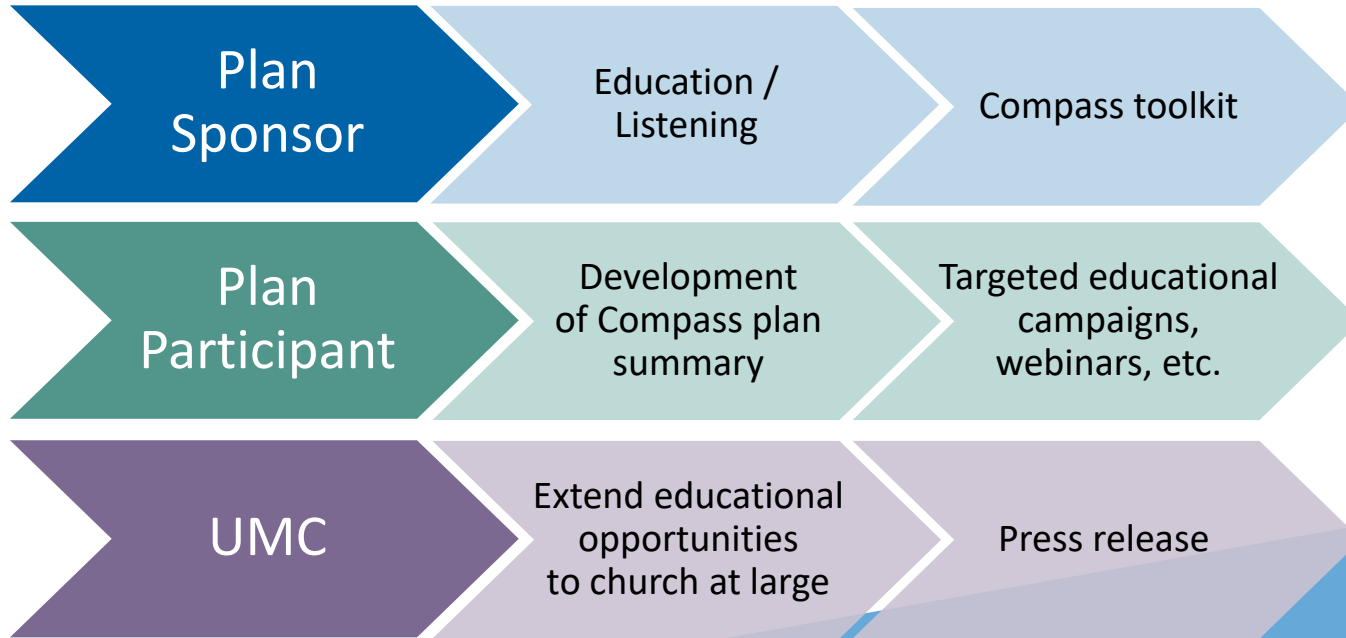 Plan
Sponsor
Education /
Listening
Compass toolkit
Plan
Participant
Development
of Compass plan
summary
Targeted educational
campaigns,
webinars, etc.
UMC
Extend educational
opportunities
to church at large
Press release